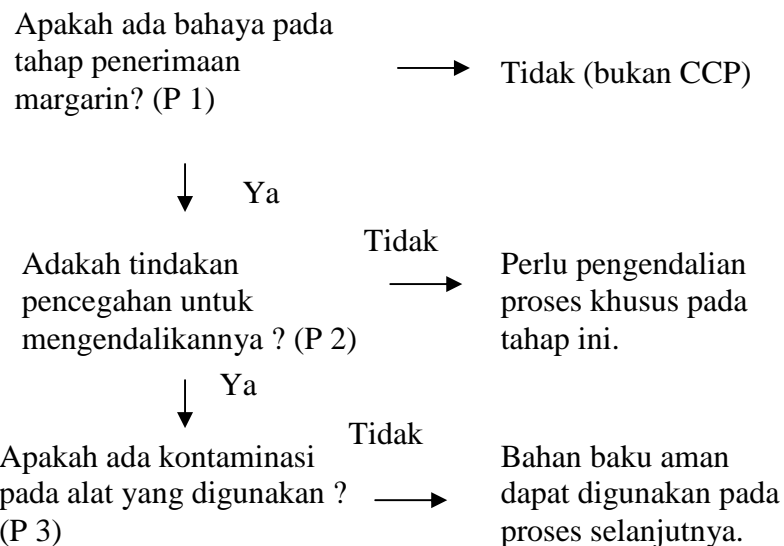 Apakah ada bahaya pada
tahap penerimaan
margarin? (P 1)
Tidak (bukan CCP)
Ya
Adakah tindakan
pencegahan untuk
mengendalikannya ? (P 2)
Tidak
Perlu pengendalian
proses khusus pada
tahap ini.
Ya
Apakah ada kontaminasi
pada alat yang digunakan ?
(P 3)
Tidak
Bahan baku aman
dapat digunakan pada
proses selanjutnya.